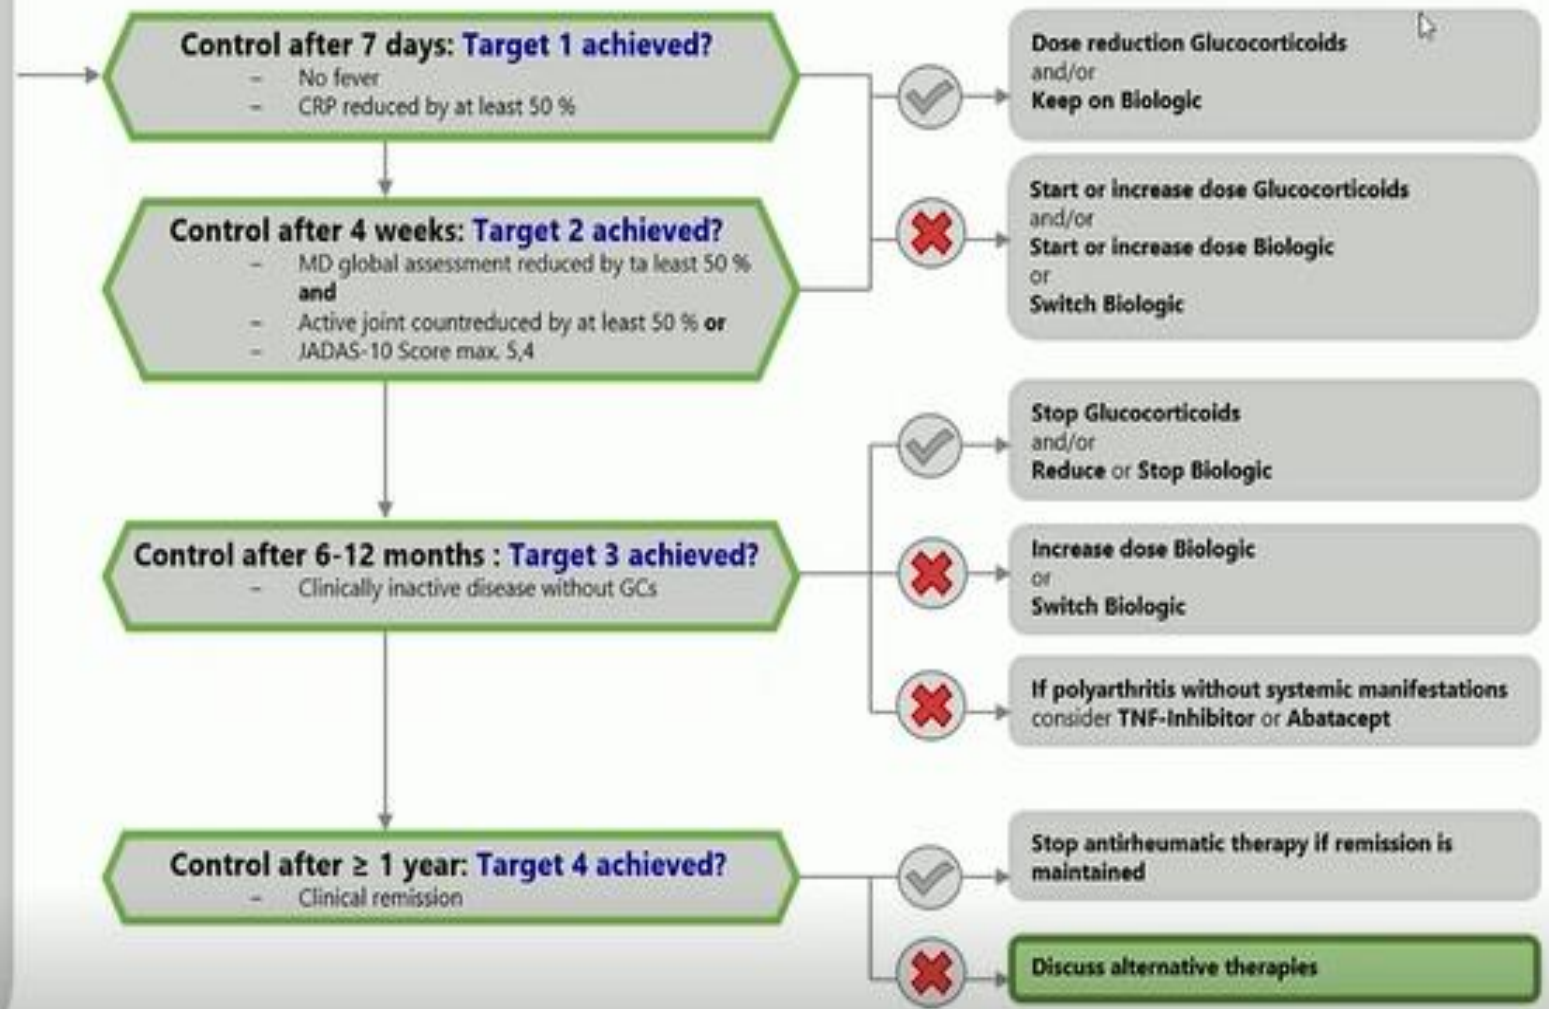 Control after 7 days: Target 1 achieved?
– No fever
– CRP reduced by at least 50 %
Dose reduction Glucocorticoids
and/or
Keep on Biologic
Control after 4 weeks: Target 2 achieved?
– MD global assessment reduced by ta least 50 %
and
– Active joint countreduced by at least 50 % or
– JADAS-10 Score max. 5,4
Start or increase dose Glucocorticoids
and/or
Start or increase dose Biologic
or
Switch Biologic
Control after 6-12 months : Target 3 achieved?
– Clinically inactive disease without GCs
Stop Glucocorticoids
and/or
Reduce or Stop Biologic
Increase dose Biologic
or
Switch Biologic
If polyarthritis without systemic manifestations
consider TNF-Inhibitor or Abatacept
Control after ≥ 1 year: Target 4 achieved?
– Clinical remission
Stop antirheumatic therapy if remission is
maintained
Discuss alternative therapies